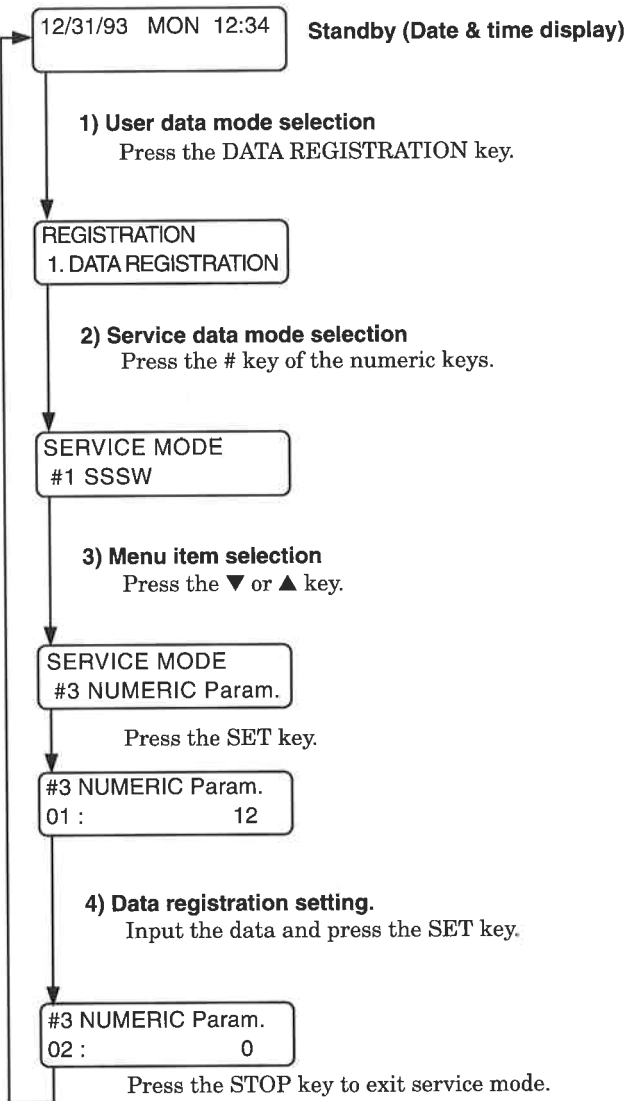 12/31/93 MON 12:34 Standby (Date & time display)
1) User data mode selection
Press the DATA REGISTRATION key.
REGISTRATION
1. DATA REGISTRATION
2) Service data mode selection
Press the # key of the numeric keys.
SERVICE MODE
#1 SSSW
3) Menu item selection
Press the ▼ or ▲ key.
SERVICE MODE
#3 NUMERIC Param.
Press the SET key.
#3 NUMERIC Param.
01 : 12
4) Data registration setting.
Input the data and press the SET key.
#3 NUMERIC Param.
02 : 0
Press the STOP key to exit service mode.